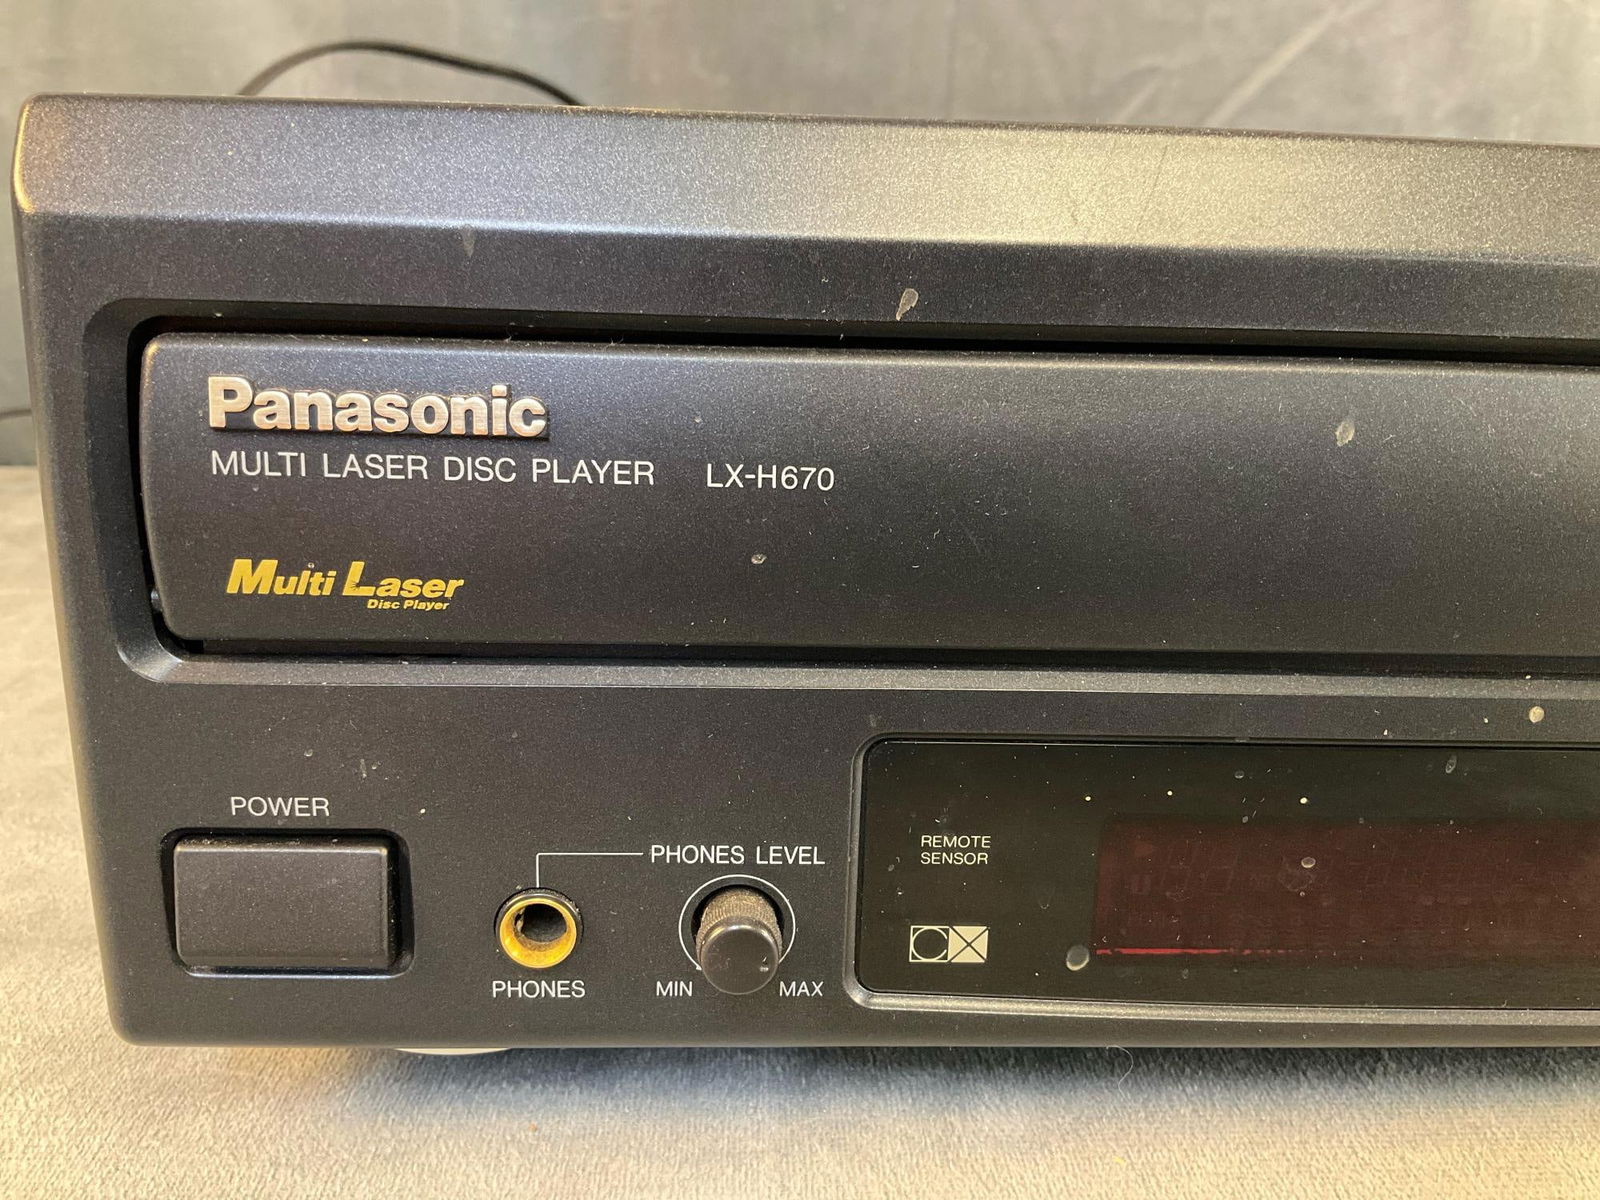 Panasonic
MULTI LASER DISC PLAYER LX-H670
Multi Laser
Disc Player
POWER
PHONES LEVEL
REMOTE
SENSOR
CX
PHONES
MIN
MAX